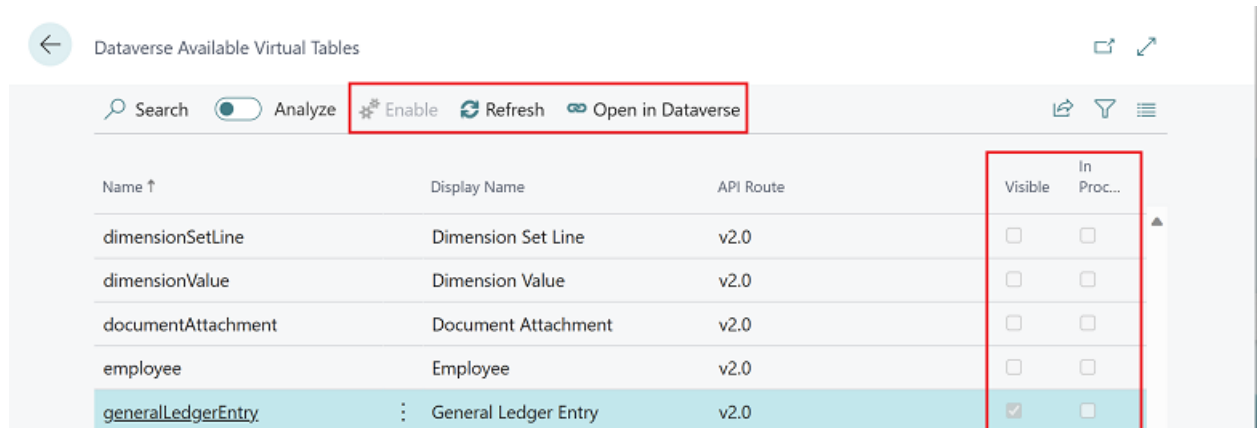 Dataverse Available Virtual Tables
Search Analyze Enable Refresh Open in Dataverse
Name ↑ Display Name API Route Visible In Proc...
dimensionSetLine Dimension Set Line v2.0
dimensionValue Dimension Value v2.0
documentAttachment Document Attachment v2.0
employee Employee v2.0
generalLedgerEntry General Ledger Entry v2.0